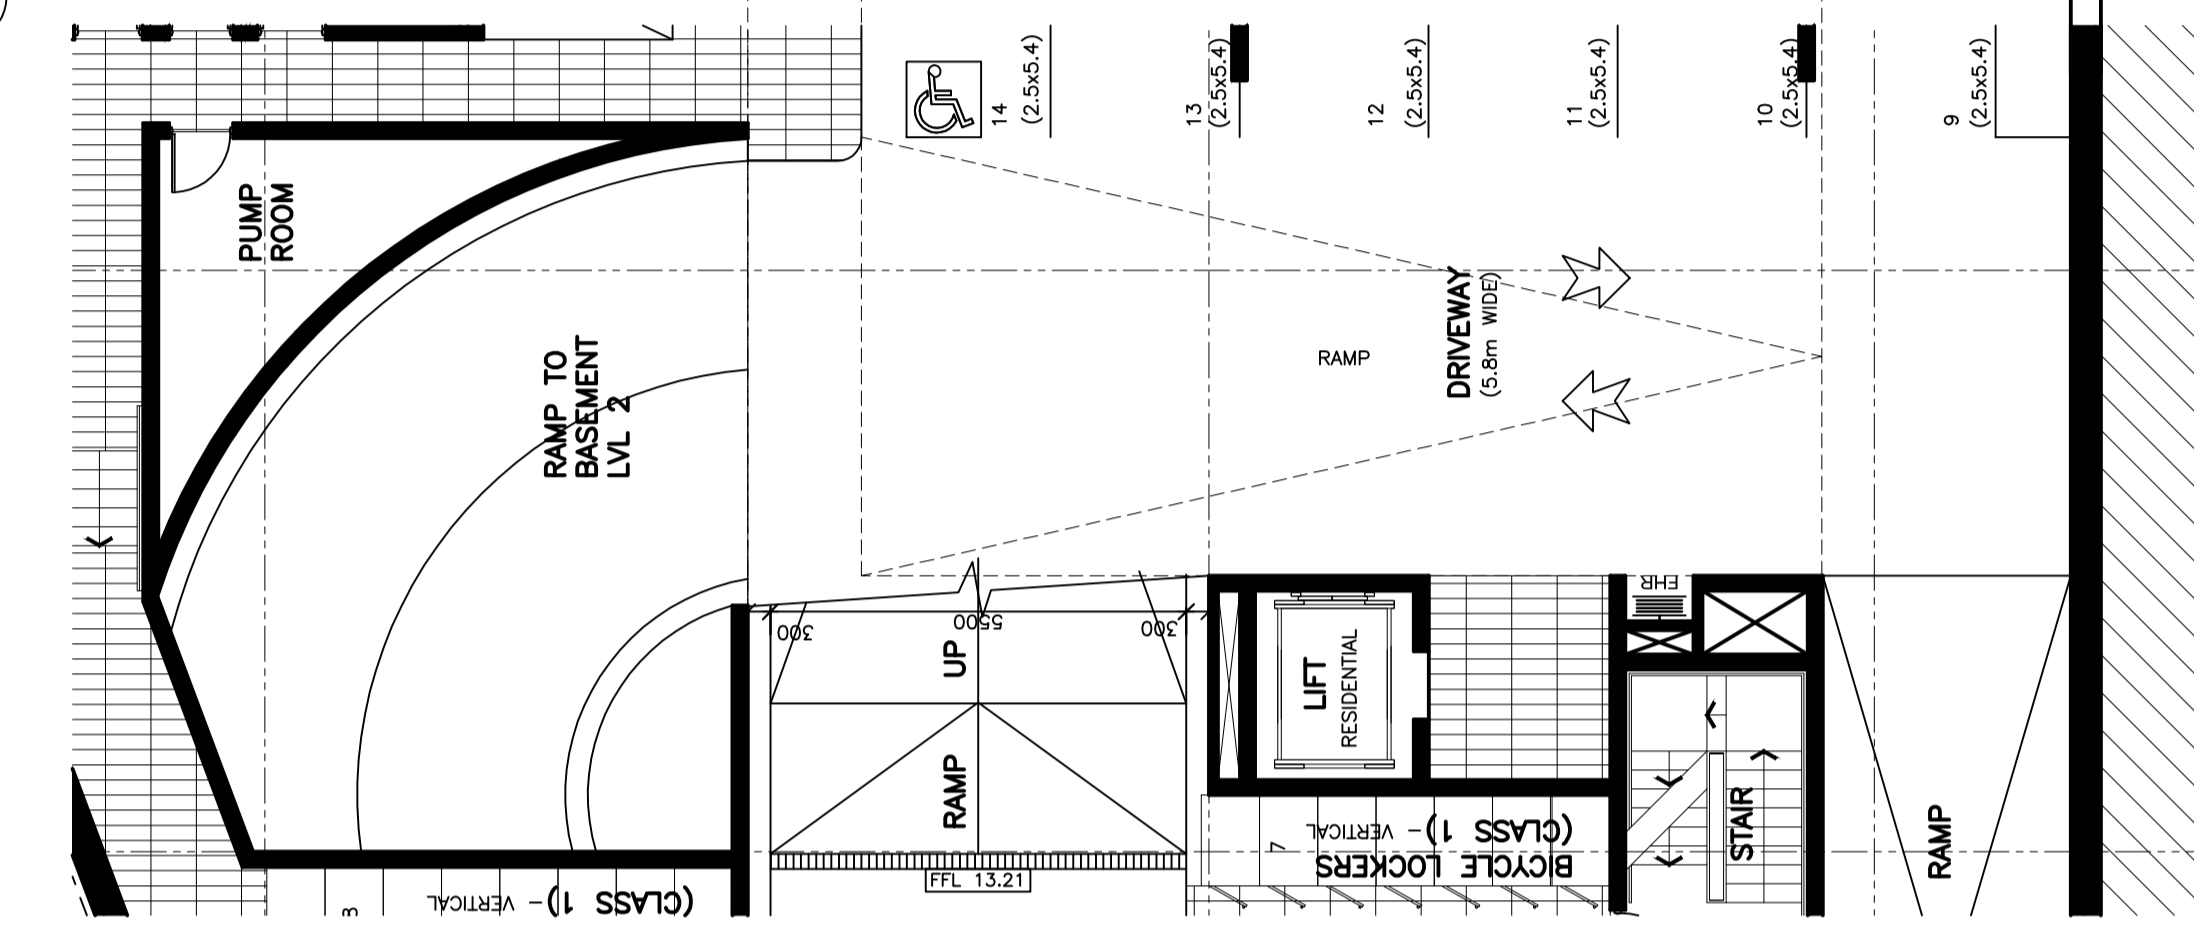 14
(2.5x5.4)
13
(2.5x5.4)
12
(2.5x5.4)
11
(2.5x5.4)
10
(2.5x5.4)
9
(2.5x5.4)
PUMP
ROOM
RAMP TO
BASEMENT
LVL 2
RAMP
DRIVEWAY
(5.8m WIDE)
300
5500
300
UP
RAMP
FFL 13.21
LIFT
RESIDENTIAL
EHR
STAIR
RAMP
7
BICYCLE LOCKERS
(CLASS 1) - VERTICAL
8
(CLASS 1) - VERTICAL